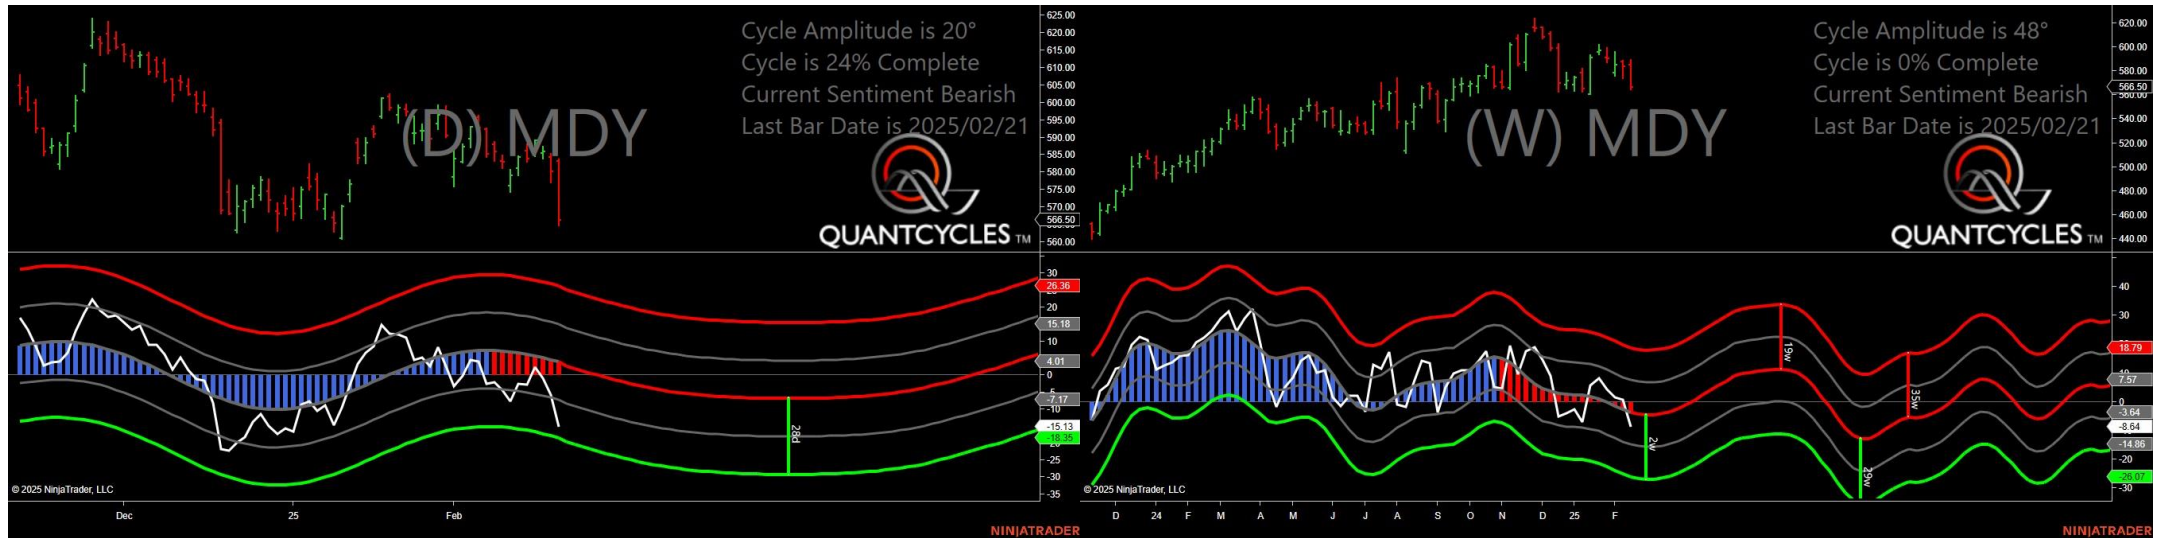 (D) MDY
Cycle Amplitude is 20°
Cycle is 24% Complete
Current Sentiment Bearish
Last Bar Date is 2025/02/21
QUANTCYCLES TM
625.00
620.00
615.00
610.00
605.00
600.00
595.00
590.00
585.00
580.00
575.00
570.00
566.50
560.00
30
26.36
20
15.18
10
4.01
0
-5
-7.17
-10
-15.13
-18.35
-25
-30
-35
28d
© 2025 NinjaTrader, LLC
Dec 25 Feb
NINJATRADER
(W) MDY
Cycle Amplitude is 48°
Cycle is 0% Complete
Current Sentiment Bearish
Last Bar Date is 2025/02/21
QUANTCYCLES TM
620.00
600.00
580.00
566.50
560.00
540.00
520.00
500.00
480.00
460.00
440.00
40
30
18.79
10
7.57
0
-3.64
-8.64
-14.86
-20
-26.07
-30
2w
19w
29w
35w
© 2025 NinjaTrader, LLC
D 24 F M A M J J A S O N D 25 F
NINJATRADER